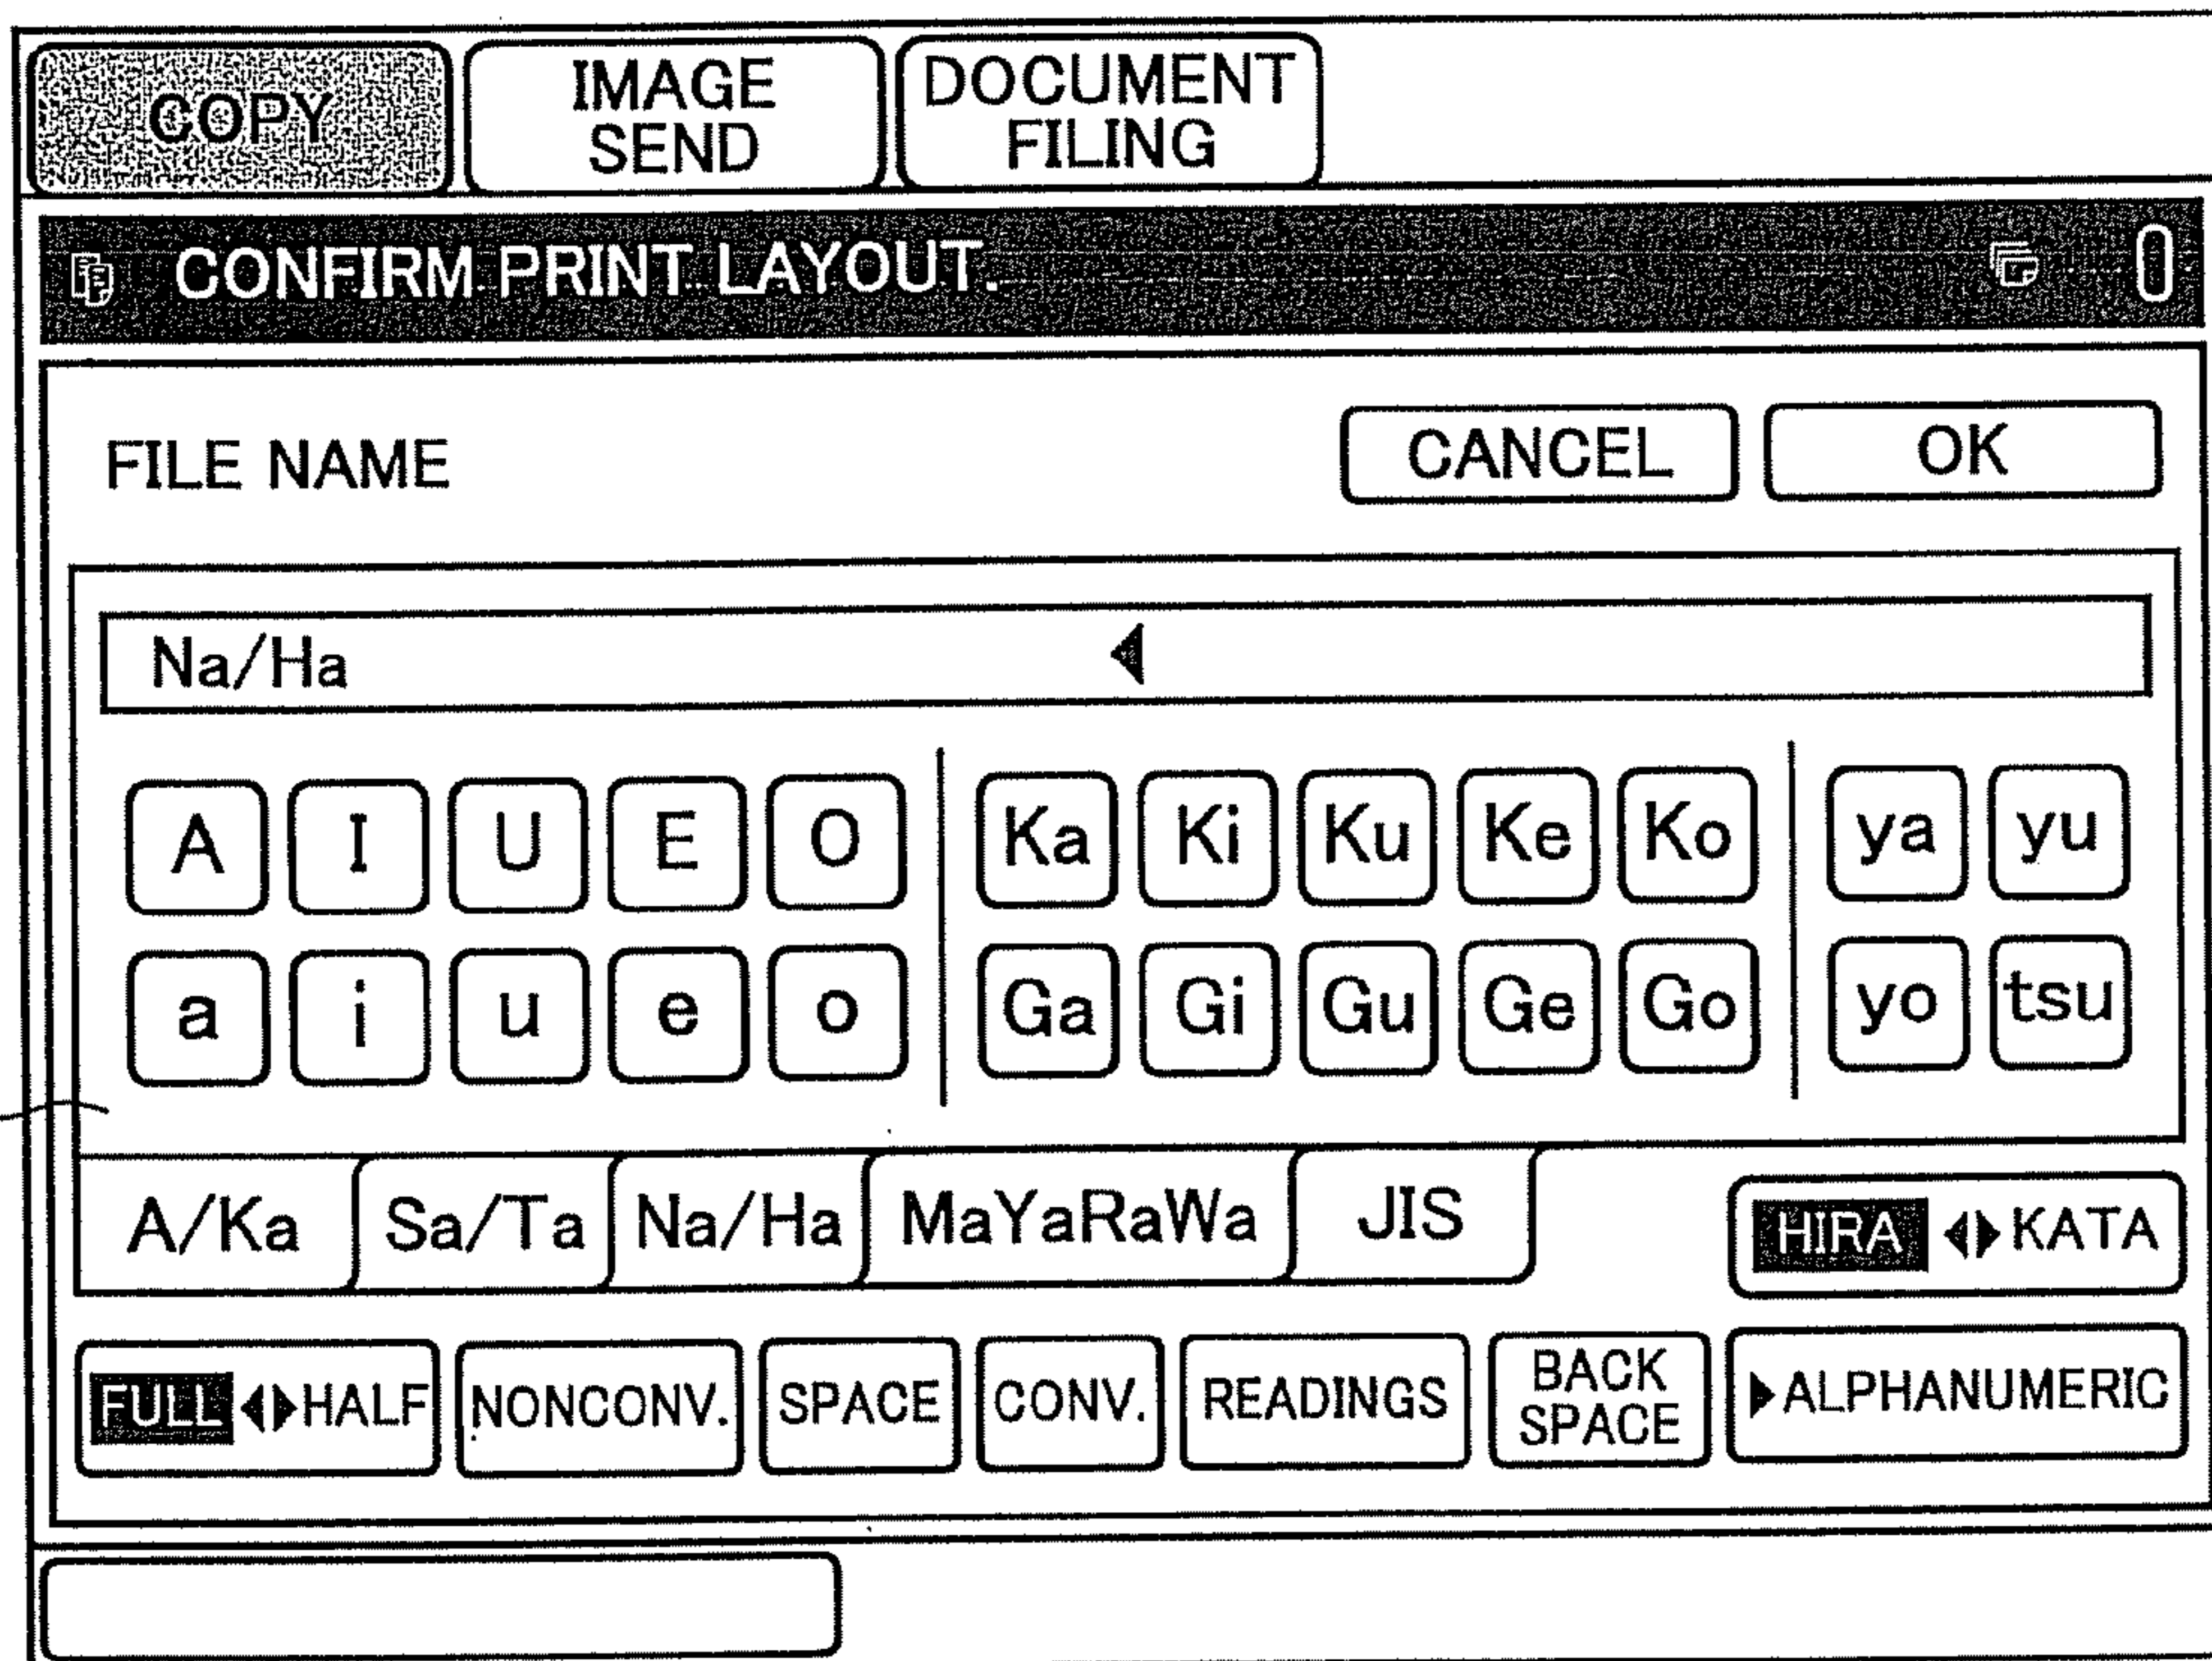 COPY
IMAGE SEND
DOCUMENT FILING
CONFIRM PRINT LAYOUT.
0
FILE NAME
CANCEL
OK
Na/Ha
A I U E O Ka Ki Ku Ke Ko ya yu
a i u e o Ga Gi Gu Ge Go yo tsu
A/Ka Sa/Ta Na/Ha MaYaRaWa JIS
HIRA KATA
FULL HALF
NONCONV.
SPACE
CONV.
READINGS
BACK SPACE
ALPHANUMERIC